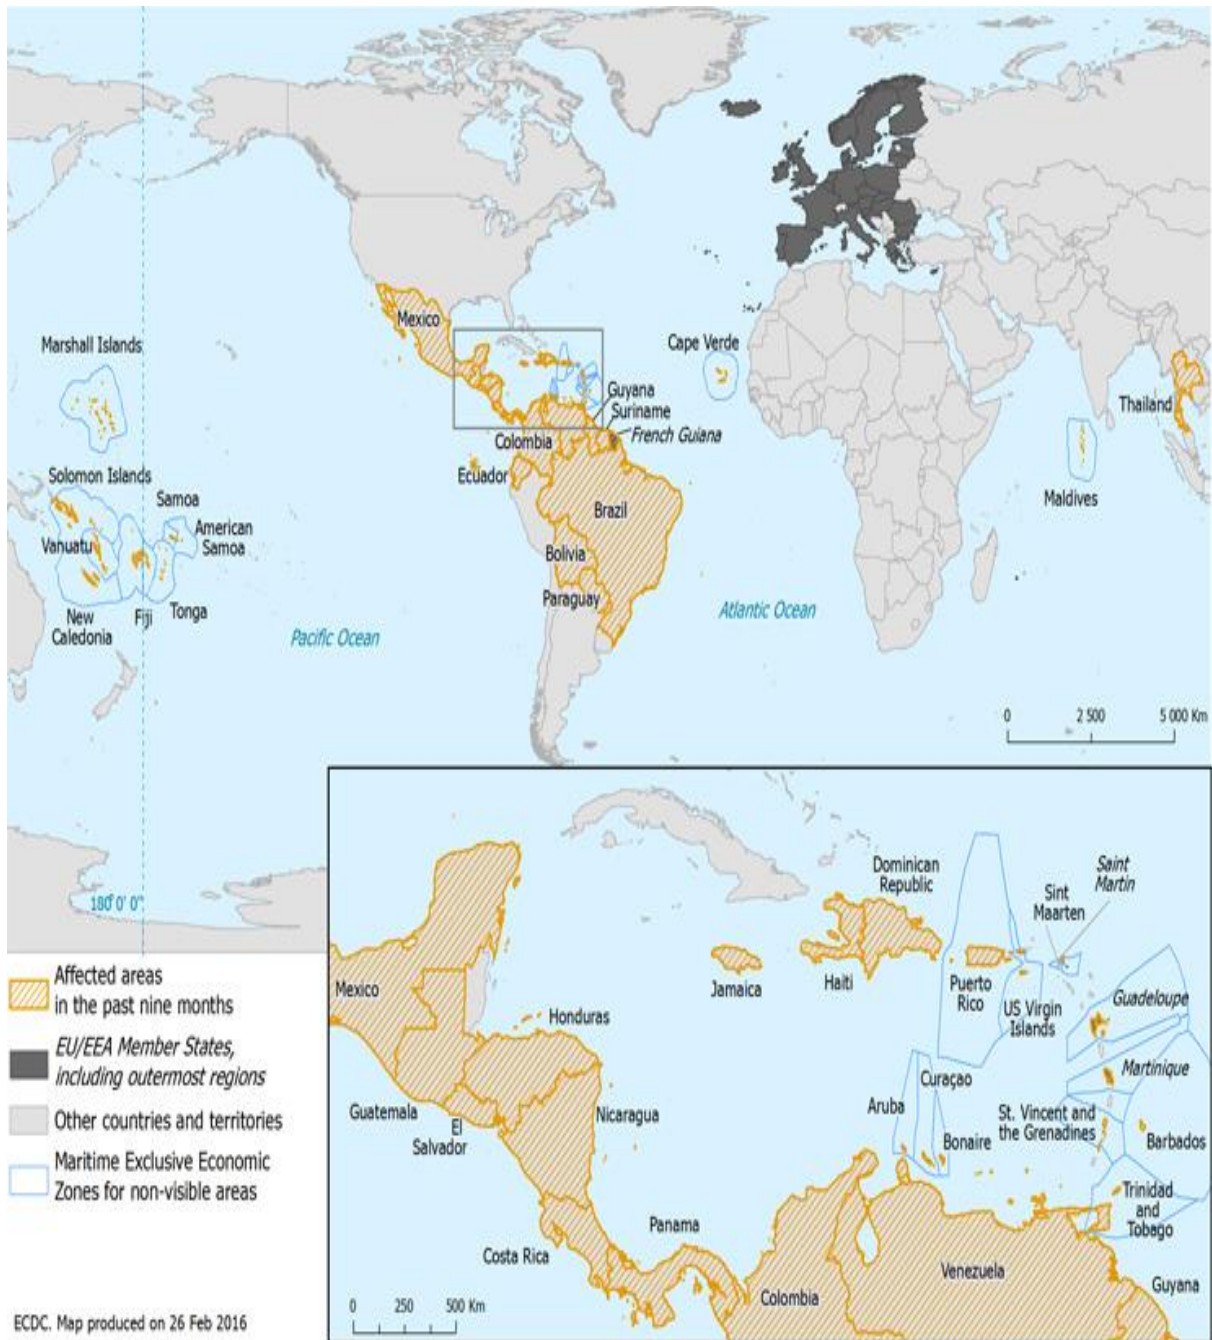 Marshall Islands
Mexico
Cape Verde
Guyana
Suriname
French Guiana
Thailand
Colombia
Ecuador
Solomon Islands
Samoa
American
Samoa
Maldives
Brazil
Vanuatu
Bolivia
Paraguay
New
Caledonia
Fiji
Tonga
Pacific Ocean
Atlantic Ocean
0
2 500
5 000 Km
180° 0' 0"
Dominican
Republic
Saint
Martin
Sint
Maarten
Mexico
Jamaica
Haiti
Puerto
Rico
US Virgin
Islands
Guadeloupe
Honduras
Martinique
Guatemala
El
Salvador
Nicaragua
Aruba
Curaçao
Bonaire
St. Vincent and
the Grenadines
Barbados
Trinidad
and
Tobago
Panama
Costa Rica
Venezuela
Colombia
Guyana
0
250
500 Km
Affected areas
in the past nine months
EU/EEA Member States,
including outermost regions
Other countries and territories
Maritime Exclusive Economic
Zones for non-visible areas
ECDC. Map produced on 26 Feb 2016